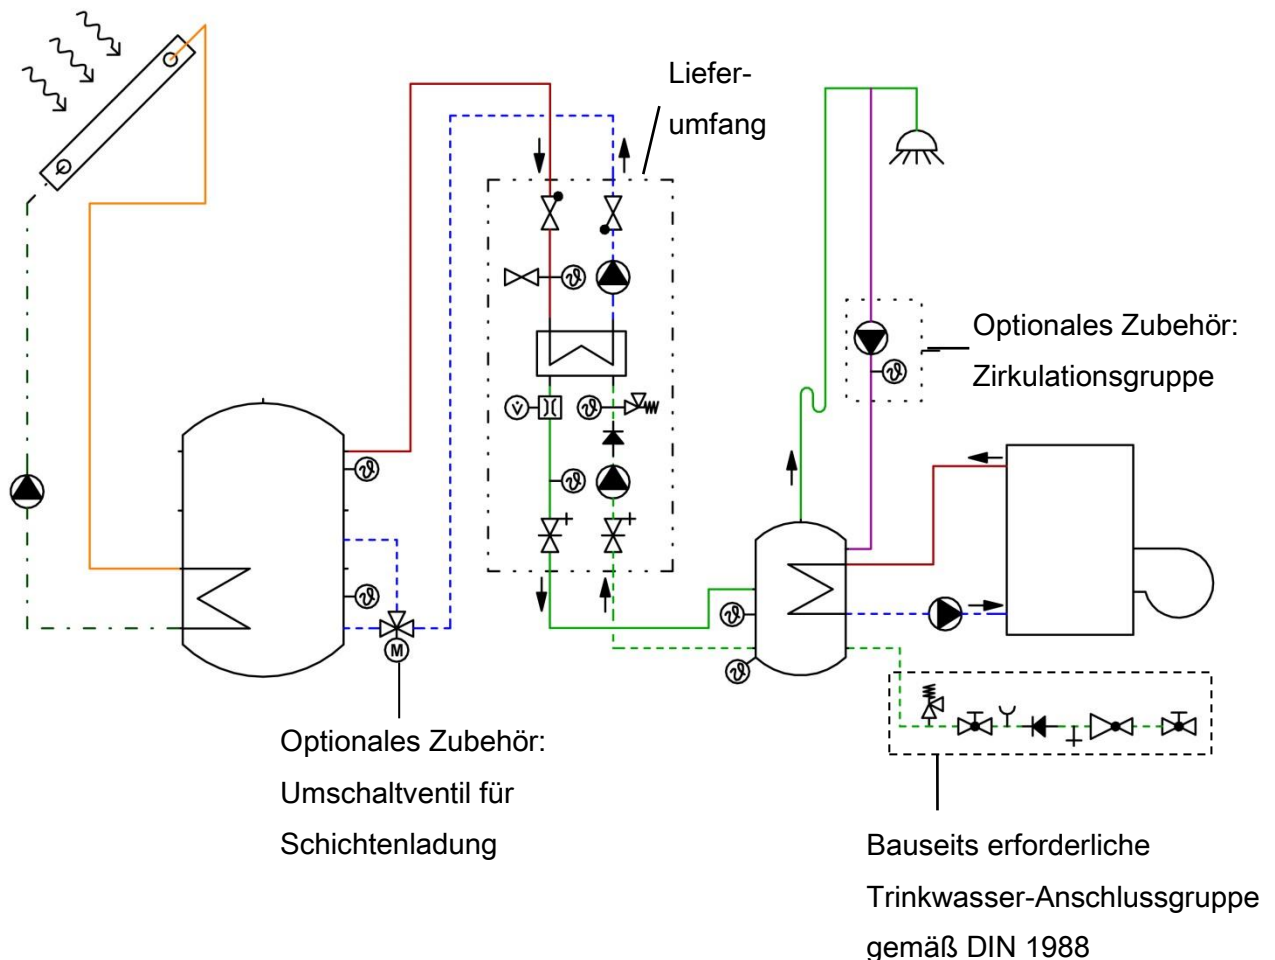 Liefer-
umfang
Optionales Zubehör:
Zirkulationsgruppe
ϑ
ϑ
V̇
ϑ
ϑ
ϑ
ϑ
ϑ
ϑ
M
Optionales Zubehör:
Umschaltventil für
Schichtenladung
Bauseits erforderliche
Trinkwasser-Anschlussgruppe
gemäß DIN 1988